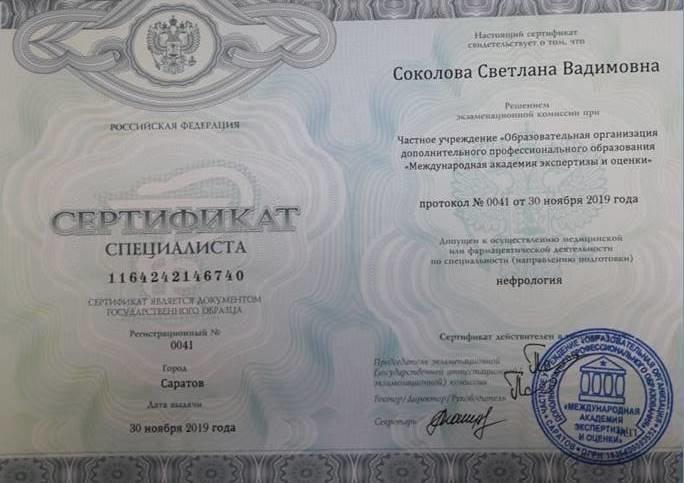 РОССИЙСКАЯ ФЕДЕРАЦИЯ
СЕРТИФИКАТ
СПЕЦИАЛИСТА
1164242146740
СЕРТИФИКАТ ЯВЛЯЕТСЯ ДОКУМЕНТОМ
ГОСУДАРСТВЕННОГО ОБРАЗЦА
Регистрационный №
0041
Город
Саратов
Дата выдачи
30 ноября 2019 года
Настоящий сертификат
свидетельствует о том, что
Соколова Светлана Вадимовна
Решением
экзаменационной комиссии при
Частное учреждение «Образовательная организация
дополнительного профессионального образования
«Международная академия экспертизы и оценки»
протокол № 0041 от 30 ноября 2019 года
Допущен к осуществлению медицинской
или фармацевтической деятельности
по специальности (направлению подготовки)
нефрология
Сертификат действителен в
Председатель экзаменационной
(государственной аттестационной
экзаменационной) комиссии
Ректор/Директор/Руководитель
Секретарь
«МЕЖДУНАРОДНАЯ
АКАДЕМИЯ
ЭКСПЕРТИЗЫ
И ОЦЕНКИ»